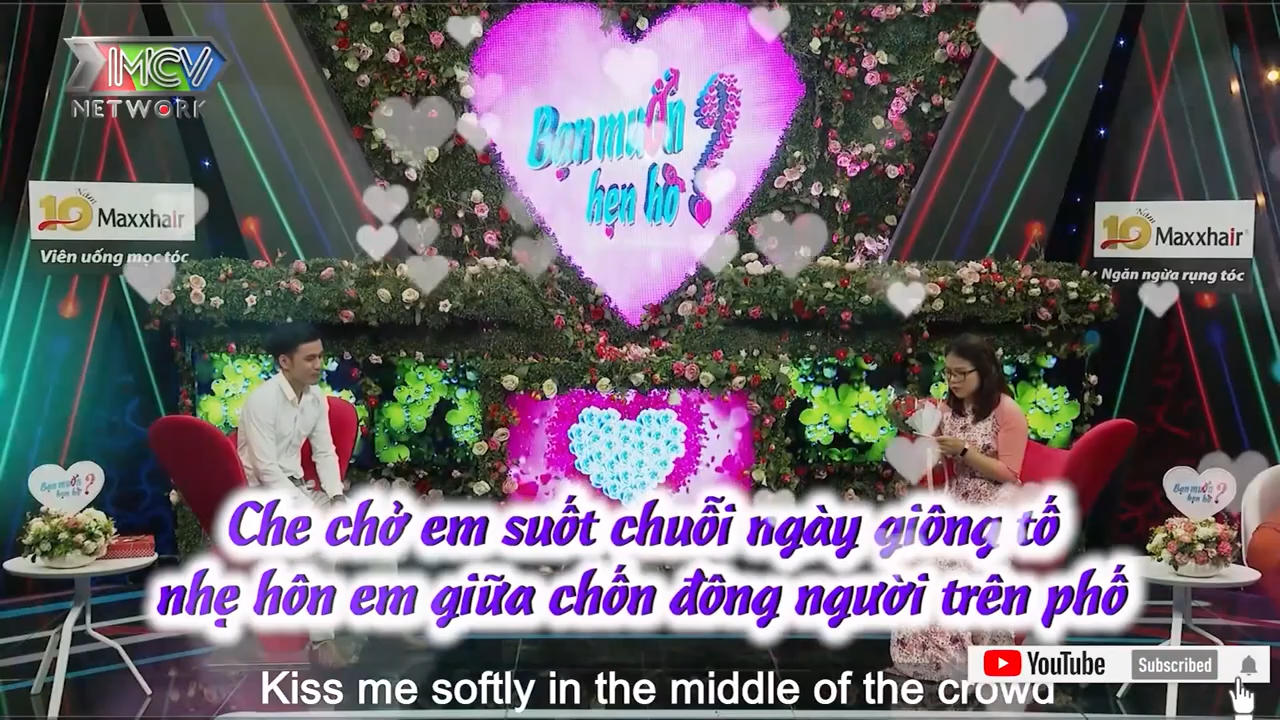 MCV
NETWORK
Bạn muốn
hẹn hò ?
10 Năm Maxxhair
Viên uống mọc tóc
10 Năm Maxxhair
Ngăn ngừa rụng tóc
Bạn muốn
hẹn hò ?
Bạn muốn
hẹn hò ?
Che chở em suốt chuỗi ngày giông tố
nhẹ hôn em giữa chốn đông người trên phố
YouTube Subscribed
Kiss me softly in the middle of the crowd